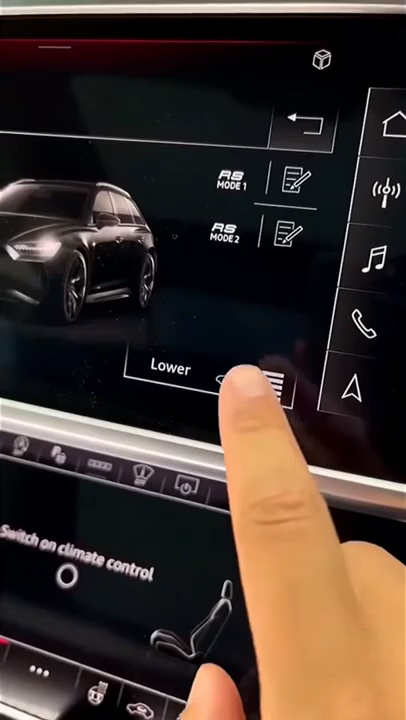 RS
MODE 1
RS
MODE 2
Lower
Switch on climate control